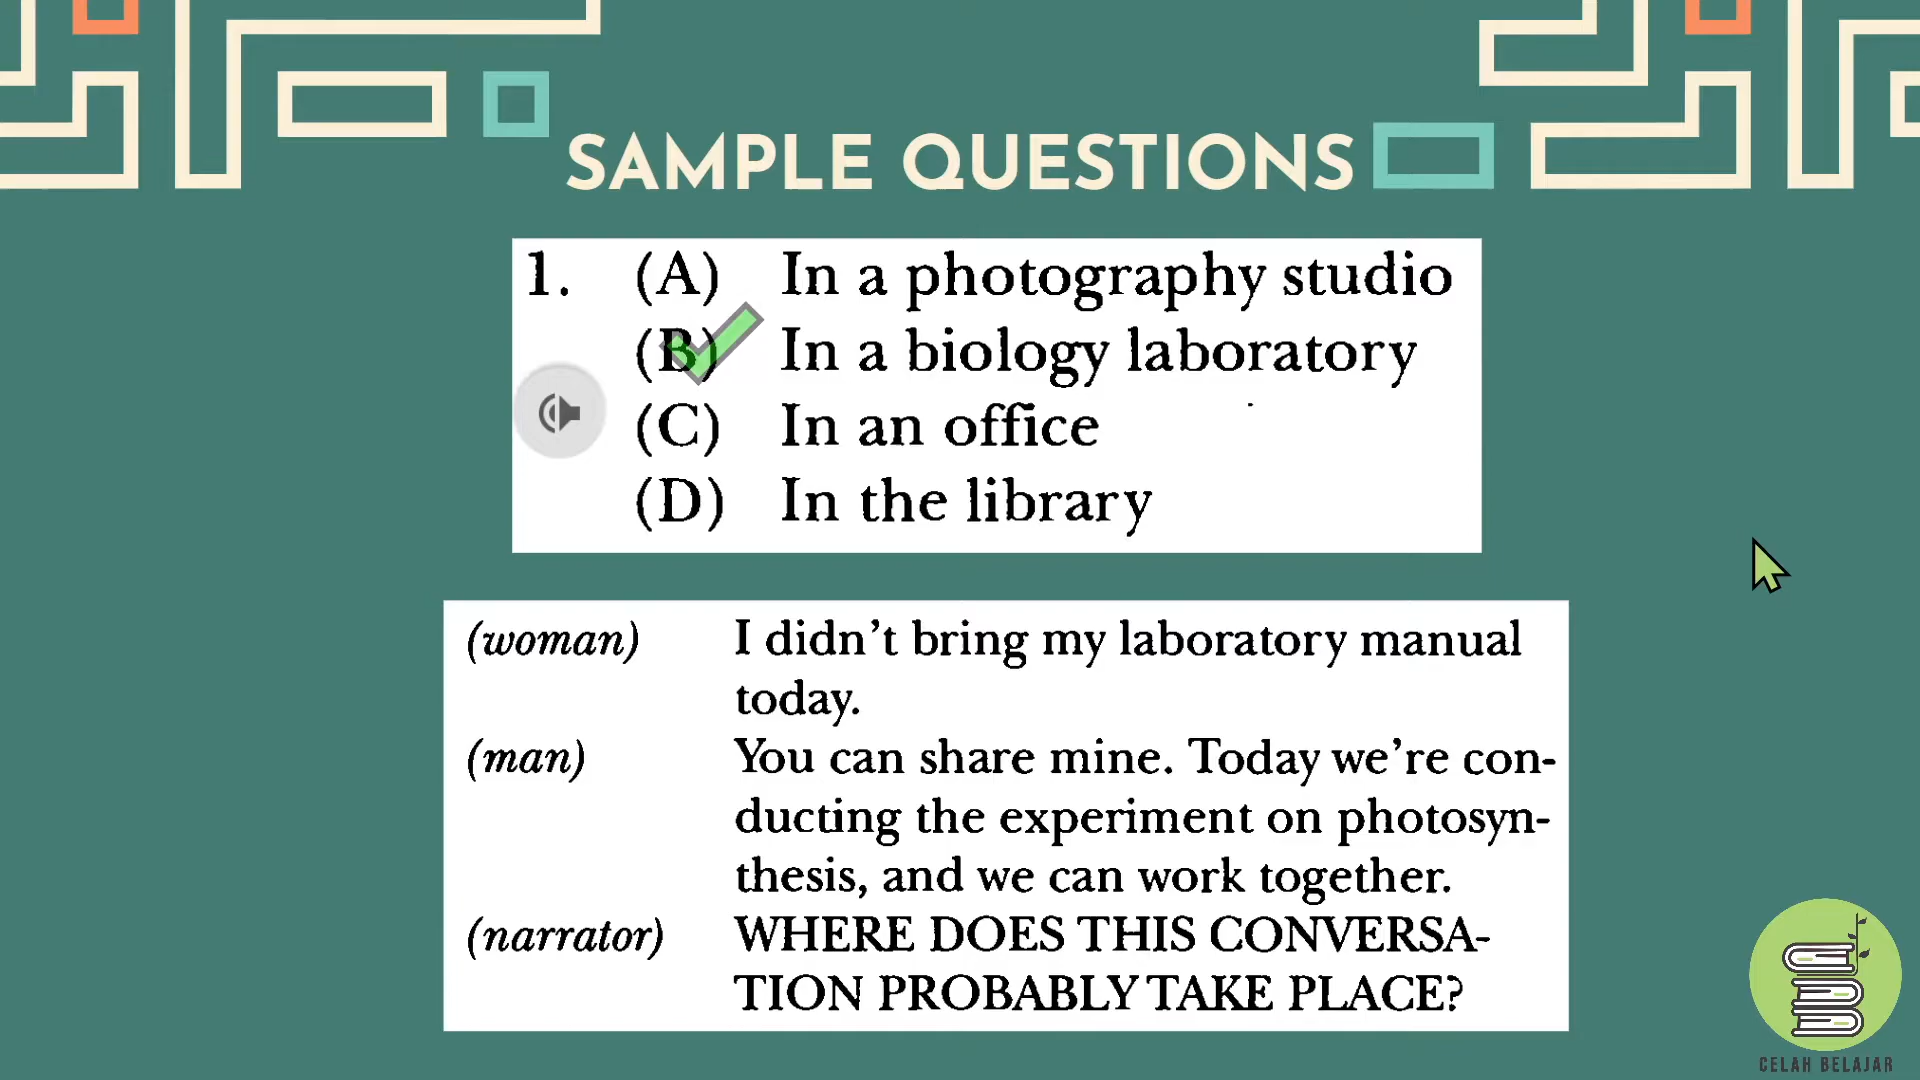 SAMPLE QUESTIONS
1. (A) In a photography studio
(B) In a biology laboratory
(C) In an office
(D) In the library
(woman) I didn't bring my laboratory manual
today.
(man) You can share mine. Today we're con-
ducting the experiment on photosyn-
thesis, and we can work together.
(narrator) WHERE DOES THIS CONVERSA-
TION PROBABLY TAKE PLACE?
CELAH BELAJAR